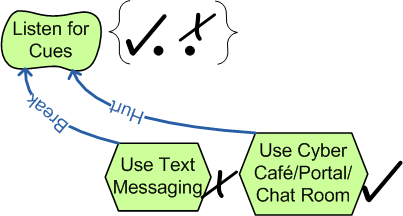 Listen for
Cues
Hurt
Break
Use Text
Messaging
Use Cyber
Café/Portal/
Chat Room